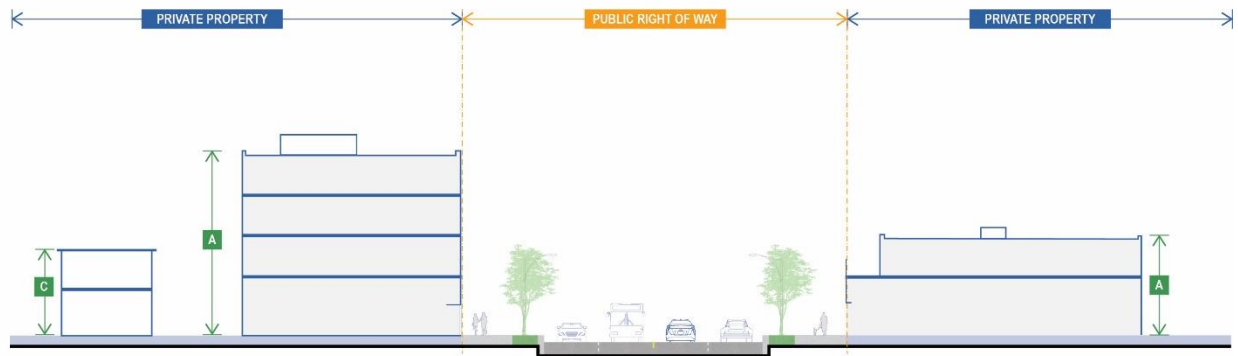 PRIVATE PROPERTY
PUBLIC RIGHT OF WAY
PRIVATE PROPERTY
A
C
A